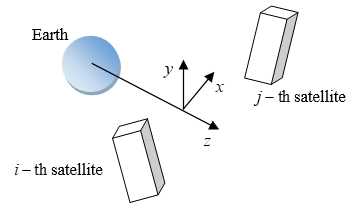 Earth
y
x
j – th satellite
z
i – th satellite